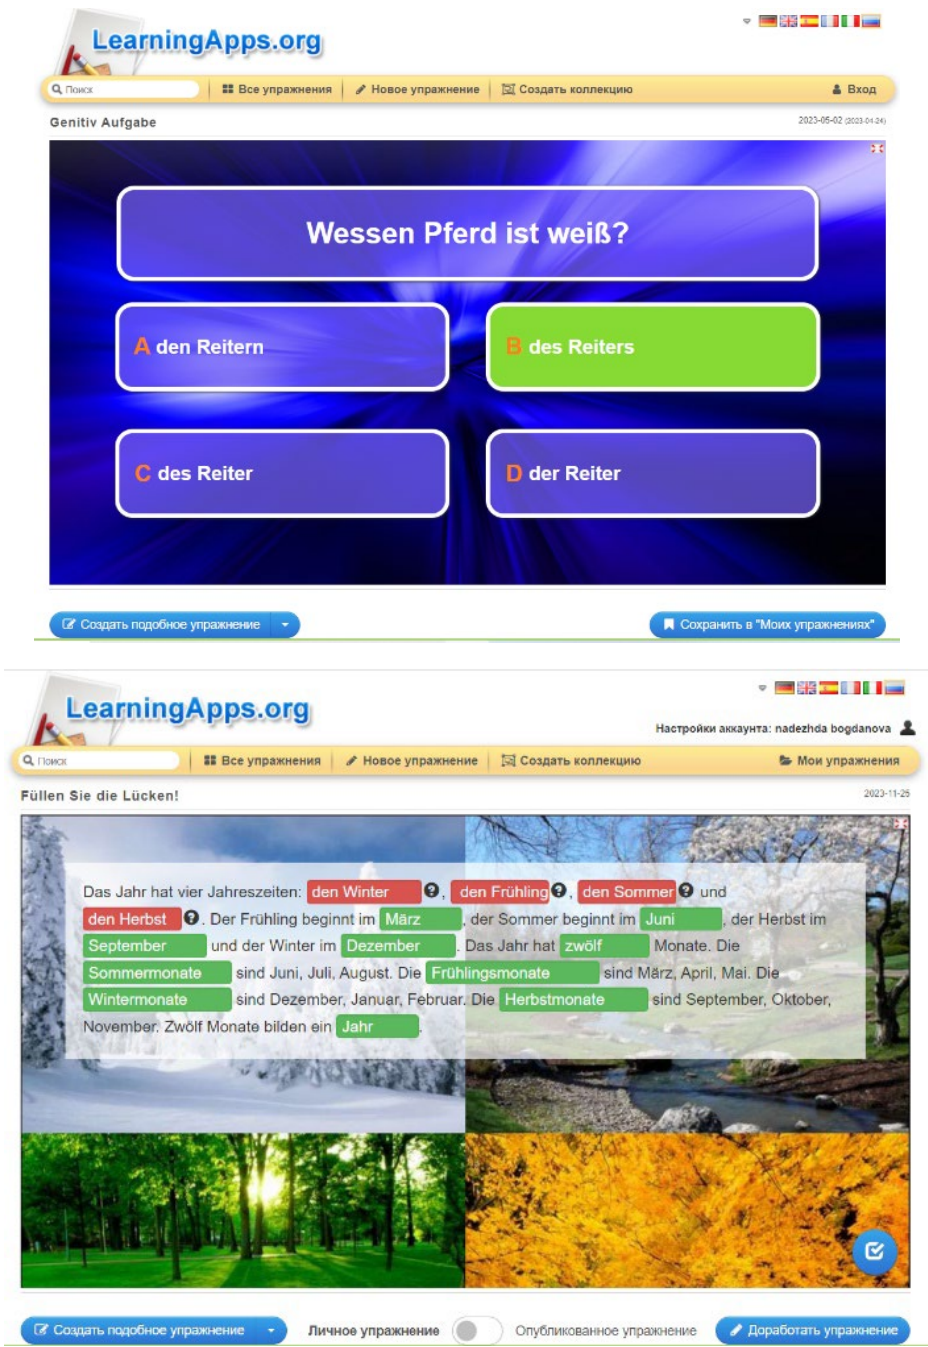 LearningApps.org
Поиск Все упражнения Новое упражнение Создать коллекцию Вход
Genitiv Aufgabe 2023-05-02 (2023-04-24)
Wessen Pferd ist weiß?
A den Reitern B des Reiters
C des Reiter D der Reiter
Создать подобное упражнение Сохранить в "Моих упражнениях"
LearningApps.org
Настройки аккаунта: nadezhda bogdanova
Поиск Все упражнения Новое упражнение Создать коллекцию Мои упражнения
Füllen Sie die Lücken! 2023-11-25
Das Jahr hat vier Jahreszeiten: den Winter ?, den Frühling ?, den Sommer ? und
den Herbst ?. Der Frühling beginnt im März, der Sommer beginnt im Juni, der Herbst im
September und der Winter im Dezember. Das Jahr hat zwölf Monate. Die
Sommermonate sind Juni, Juli, August. Die Frühlingsmonate sind März, April, Mai. Die
Wintermonate sind Dezember, Januar, Februar. Die Herbstmonate sind September, Oktober,
November. Zwölf Monate bilden ein Jahr.
Создать подобное упражнение Личное упражнение Опубликованное упражнение Доработать упражнение